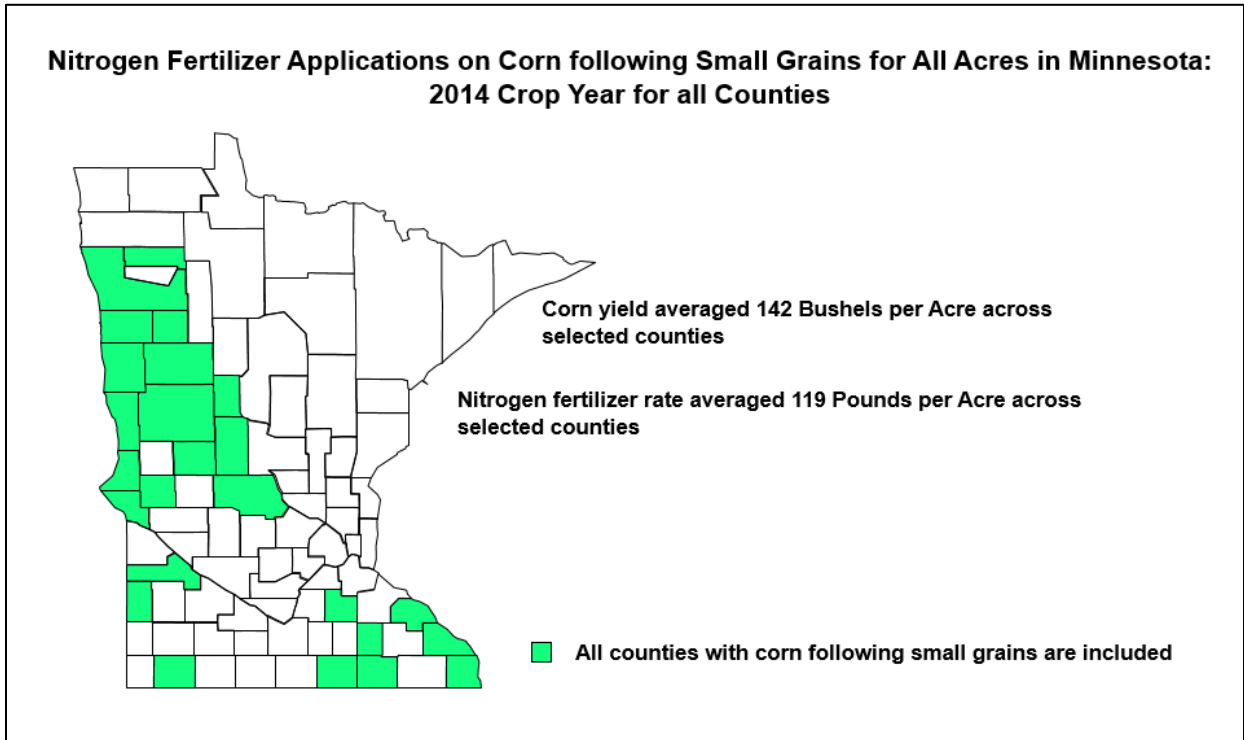 Nitrogen Fertilizer Applications on Corn following Small Grains for All Acres in Minnesota:
2014 Crop Year for all Counties
Corn yield averaged 142 Bushels per Acre across
selected counties
Nitrogen fertilizer rate averaged 119 Pounds per Acre across
selected counties
All counties with corn following small grains are included